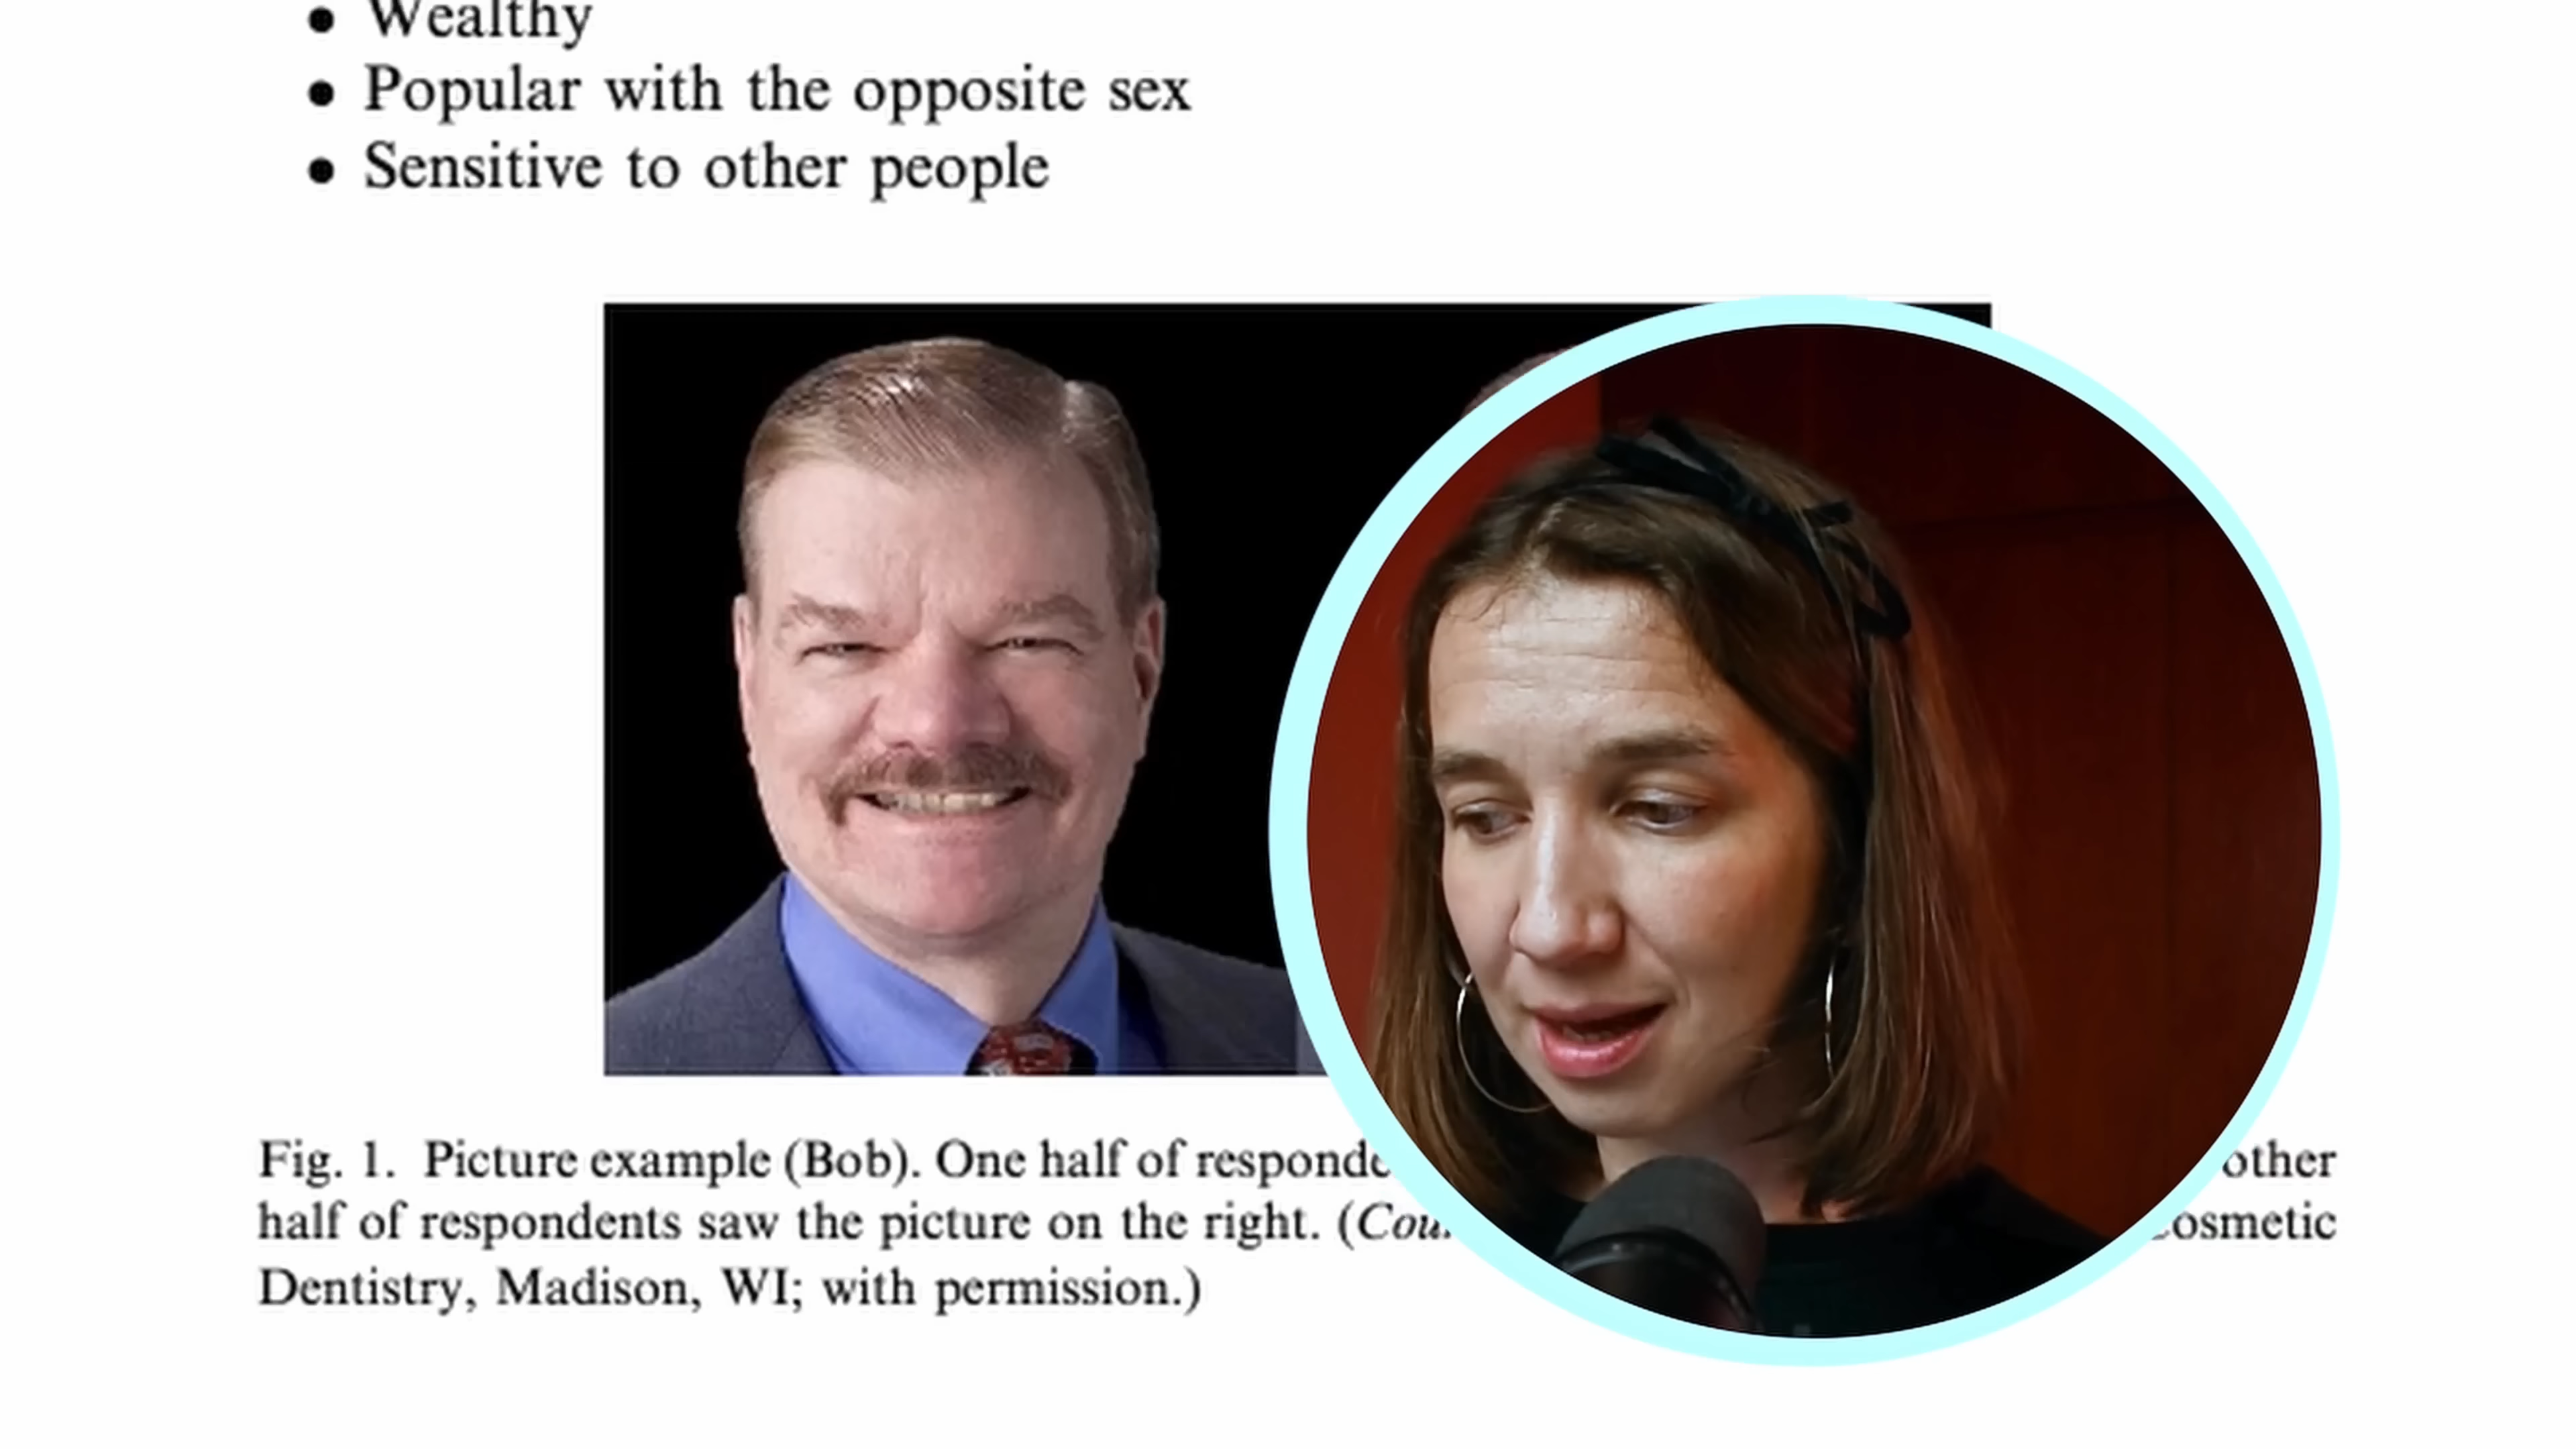 • Wealthy
• Popular with the opposite sex
• Sensitive to other people
Fig. 1. Picture example (Bob). One half of responde other
half of respondents saw the picture on the right. (Cou cosmetic
Dentistry, Madison, WI; with permission.)